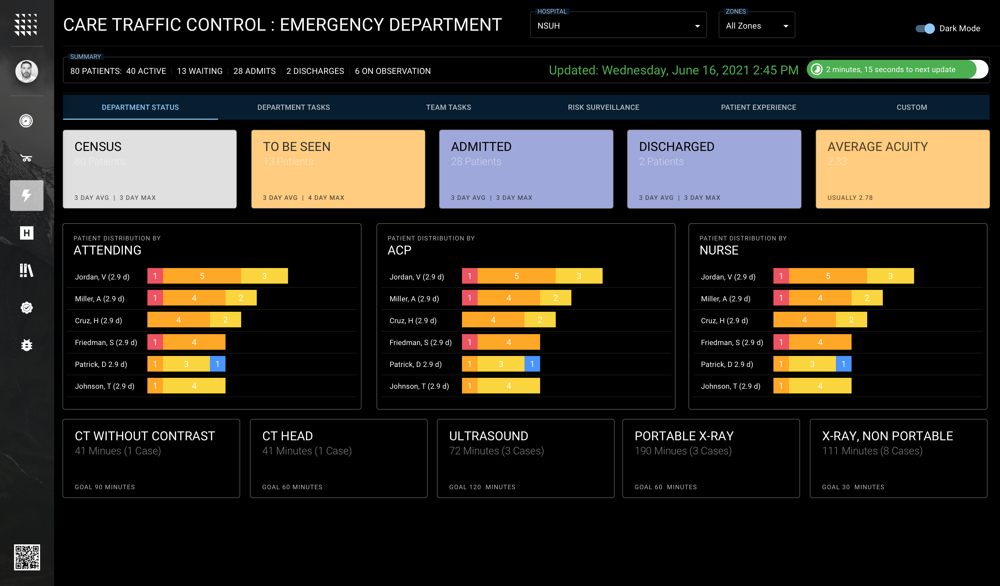 CARE TRAFFIC CONTROL : EMERGENCY DEPARTMENT
HOSPITAL
NSUH
ZONES
All Zones
Dark Mode
SUMMARY
80 PATIENTS: 40 ACTIVE | 13 WAITING | 28 ADMITS | 2 DISCHARGES | 6 ON OBSERVATION
Updated: Wednesday, June 16, 2021 2:45 PM
2 minutes, 15 seconds to next update
DEPARTMENT STATUS
DEPARTMENT TASKS
TEAM TASKS
RISK SURVEILLANCE
PATIENT EXPERIENCE
CUSTOM
CENSUS
80 Patients
3 DAY AVG | 3 DAY MAX
TO BE SEEN
13 Patients
3 DAY AVG | 4 DAY MAX
ADMITTED
28 Patients
3 DAY AVG | 3 DAY MAX
DISCHARGED
2 Patients
3 DAY AVG | 3 DAY MAX
AVERAGE ACUITY
2.33
USUALLY 2.78
H
PATIENT DISTRIBUTION BY
ATTENDING
Jordan, V (2.9 d) 1 5 3
Miller, A (2.9 d) 1 4 2
Cruz, H (2.9 d) 4 2
Friedman, S (2.9 d) 1 4
Patrick, D 2.9 d) 1 3 1
Johnson, T (2.9 d) 1 4
PATIENT DISTRIBUTION BY
ACP
Jordan, V (2.9 d) 1 5 3
Miller, A (2.9 d) 1 4 2
Cruz, H (2.9 d) 4 2
Friedman, S (2.9 d) 1 4
Patrick, D 2.9 d) 1 3 1
Johnson, T (2.9 d) 1 4
PATIENT DISTRIBUTION BY
NURSE
Jordan, V (2.9 d) 1 5 3
Miller, A (2.9 d) 1 4 2
Cruz, H (2.9 d) 4 2
Friedman, S (2.9 d) 1 4
Patrick, D 2.9 d) 1 3 1
Johnson, T (2.9 d) 1 4
CT WITHOUT CONTRAST
41 Minues (1 Case)
GOAL 90 MINUTES
CT HEAD
41 Minutes (1 Case)
GOAL 60 MINUTES
ULTRASOUND
72 Minutes (3 Cases)
GOAL 120 MINUTES
PORTABLE X-RAY
190 Minues (3 Cases)
GOAL 60 MINUTES
X-RAY, NON PORTABLE
111 Minutes (8 Cases)
GOAL 30 MINUTES